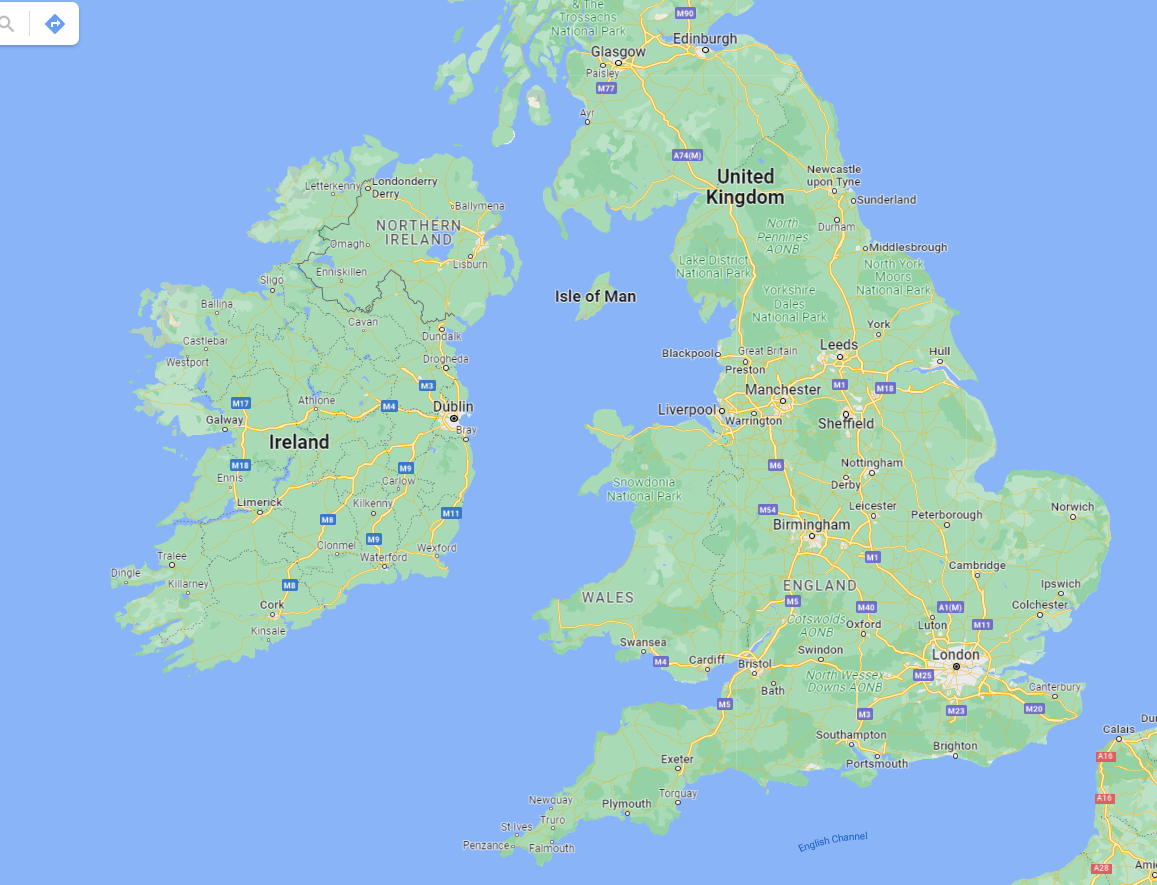 & The
Trossachs
National Park
M90
Edinburgh
Glasgow
Paisley
M77
Ayr
A74(M)
United
Kingdom
Newcastle
upon Tyne
Sunderland
Durham
North
Pennines
AONB
Middlesbrough
Letterkenny
Londonderry
Derry
Ballymena
NORTHERN
IRELAND
Omagh
Lisburn
Enniskillen
Sligo
Lake District
National Park
North York
Moors
National Park
Isle of Man
Yorkshire
Dales
National Park
Ballina
Cavan
Dundalk
Castlebar
Westport
Drogheda
York
Leeds
Hull
Blackpool
Great Britain
Preston
M3
M1
M18
Manchester
M17
Athlone
M4
Dublin
Galway
Bray
Liverpool
Warrington
Sheffield
Ireland
M18
Ennis
M9
Carlow
M6
Nottingham
Derby
Snowdonia
National Park
Limerick
Kilkenny
M11
M8
M54
Leicester
Peterborough
Norwich
Birmingham
M9
Clonmel
Wexford
Waterford
Tralee
M1
Cambridge
Dingle
Killarney
M8
ENGLAND
Ipswich
WALES
M5
M40
A1(M)
Colchester
Cork
Cotswolds
AONB
Oxford
Luton
M11
Kinsale
Swansea
M4
Cardiff
Bristol
Swindon
London
M25
North Wessex
Downs AONB
Bath
Canterbury
M5
M3
M23
M20
Southampton
Portsmouth
Brighton
Calais
Du
A16
Exeter
Torquay
Newquay
Plymouth
A16
Truro
St Ives
Penzance
Falmouth
English Channel
A28
Ami